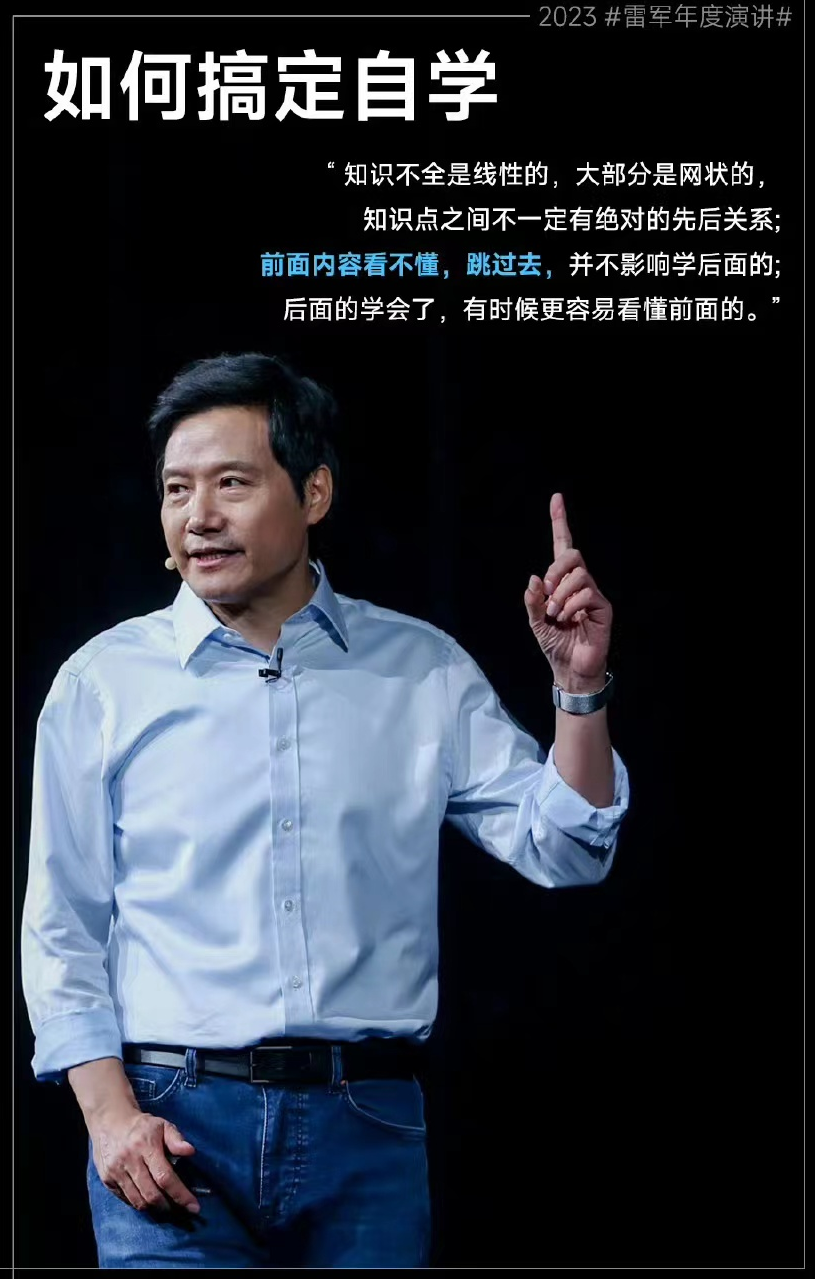 2023 #雷军年度演讲#
如何搞定自学
“知识不全是线性的，大部分是网状的，
知识点之间不一定有绝对的先后关系;
前面内容看不懂，跳过去，并不影响学后面的;
后面的学会了，有时候更容易看懂前面的。”